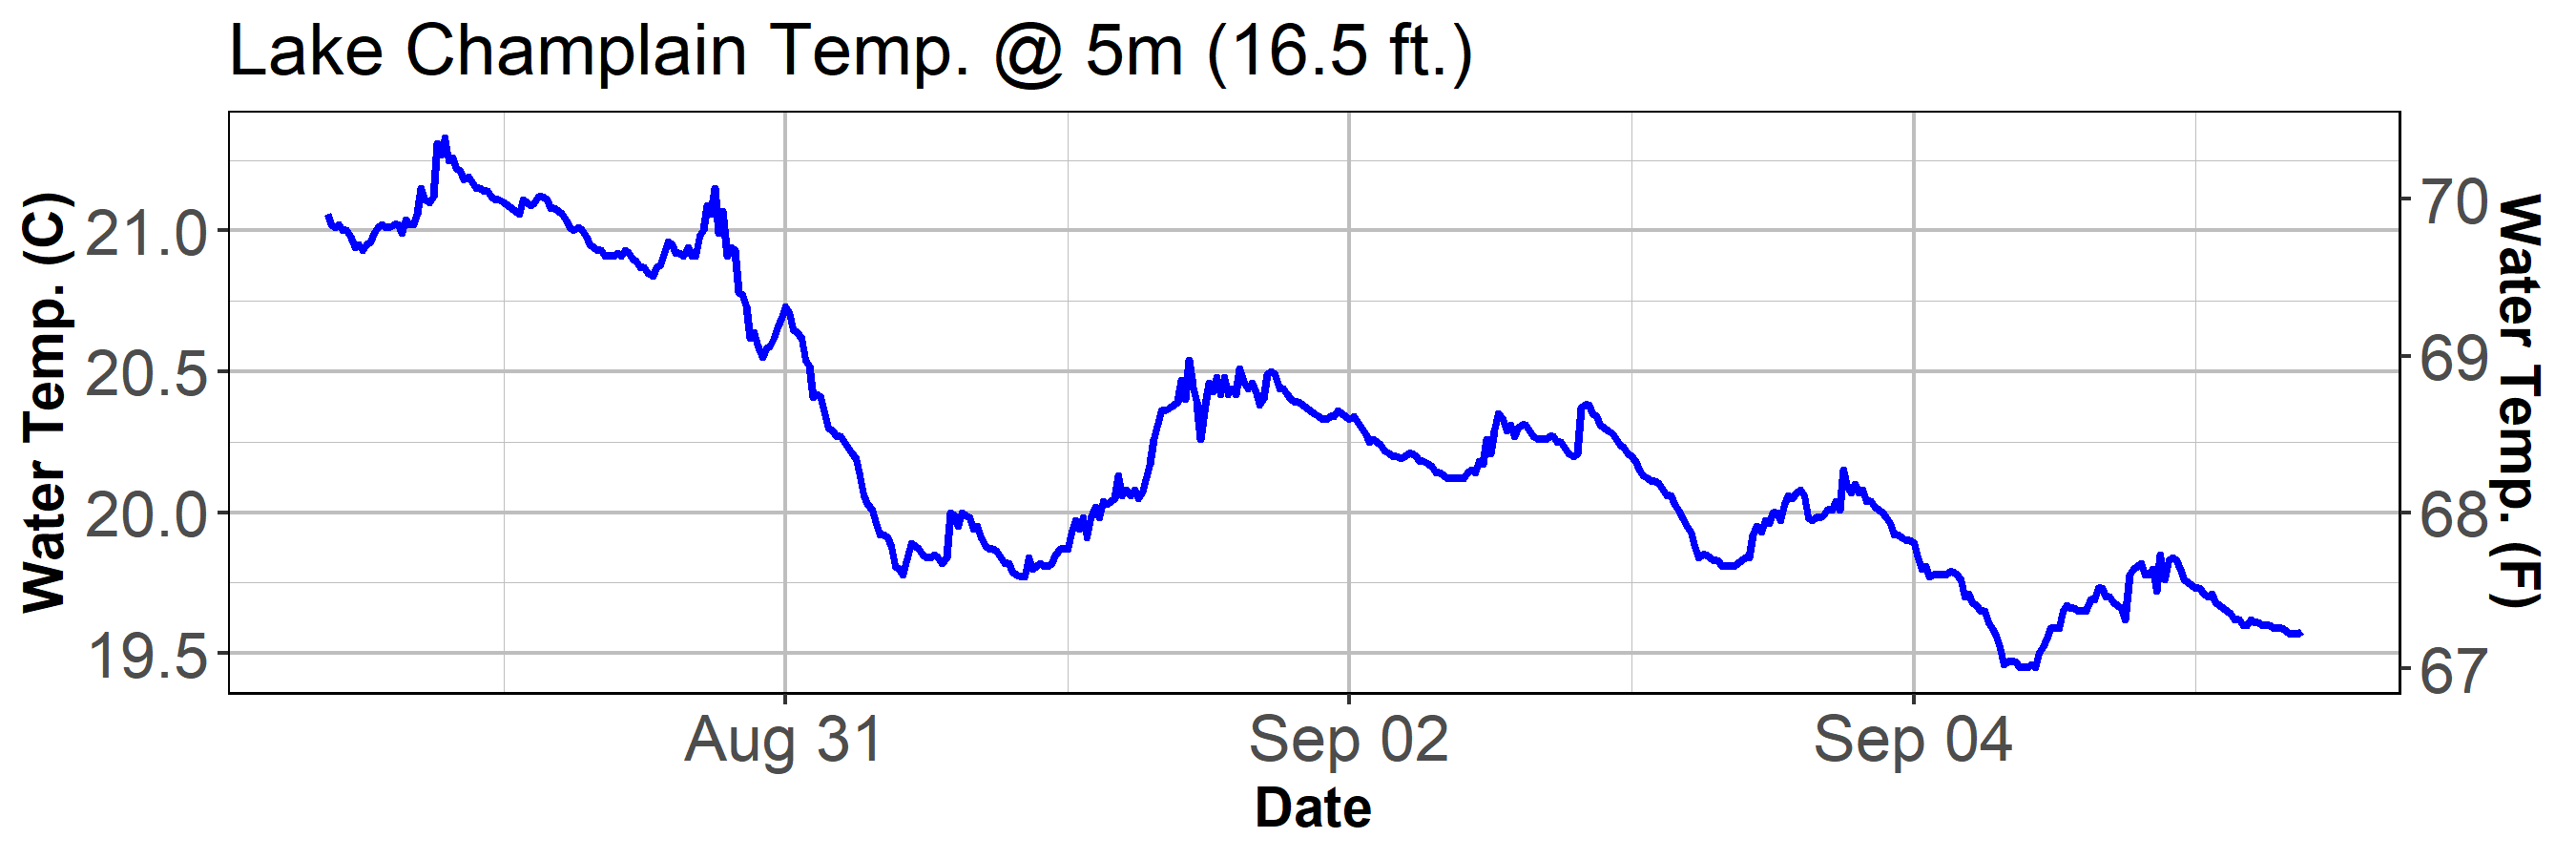 Lake Champlain Temp. @ 5m (16.5 ft.)
Water Temp. (C)
21.0
20.5
20.0
19.5
70
69
68
67
Water Temp. (F)
Aug 31
Sep 02
Sep 04
Date